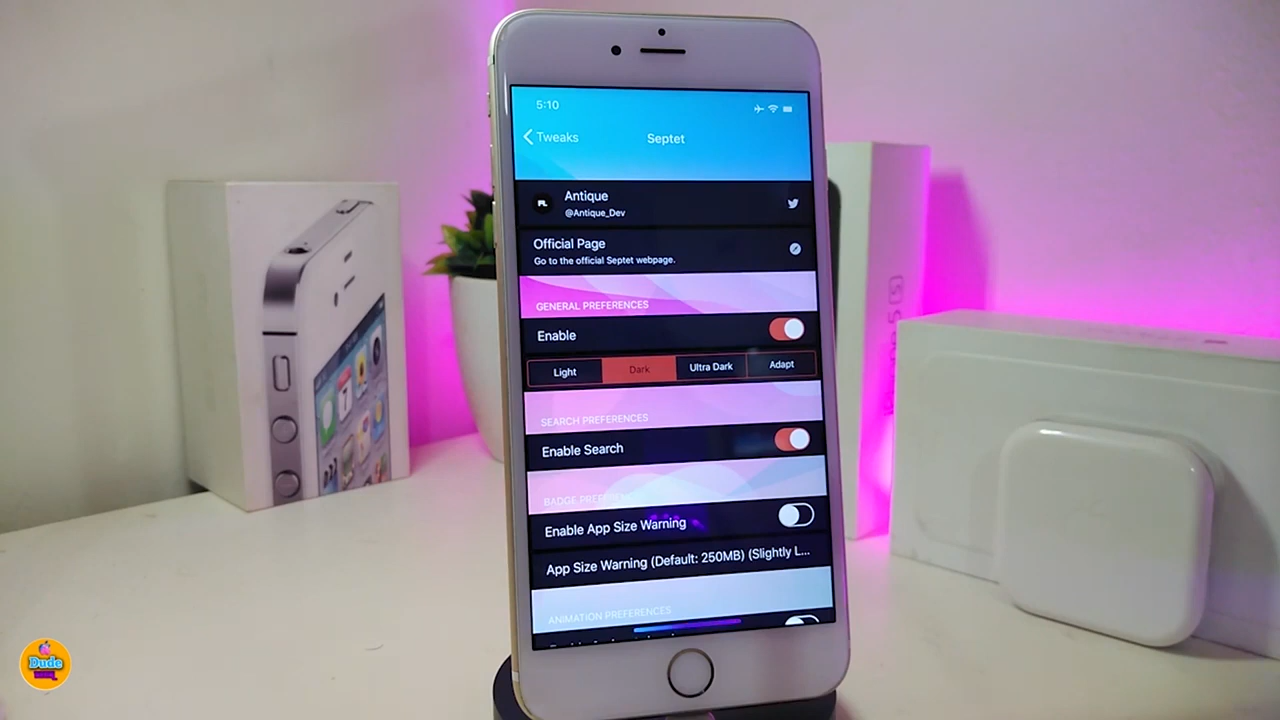 5:10
Tweaks
Septet
Antique
@Antique_Dev
Official Page
Go to the official Septet webpage.
GENERAL PREFERENCES
Enable
Light Dark Ultra Dark Adapt
SEARCH PREFERENCES
Enable Search
Enable App Size Warning
App Size Warning (Default: 250MB) (Slightly L...
ANIMATION PREFERENCES
Dude